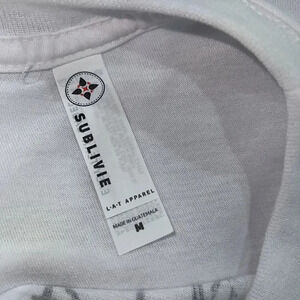 SUBLIVIE
L·A·T APPAREL
MADE IN GUATEMALA
M